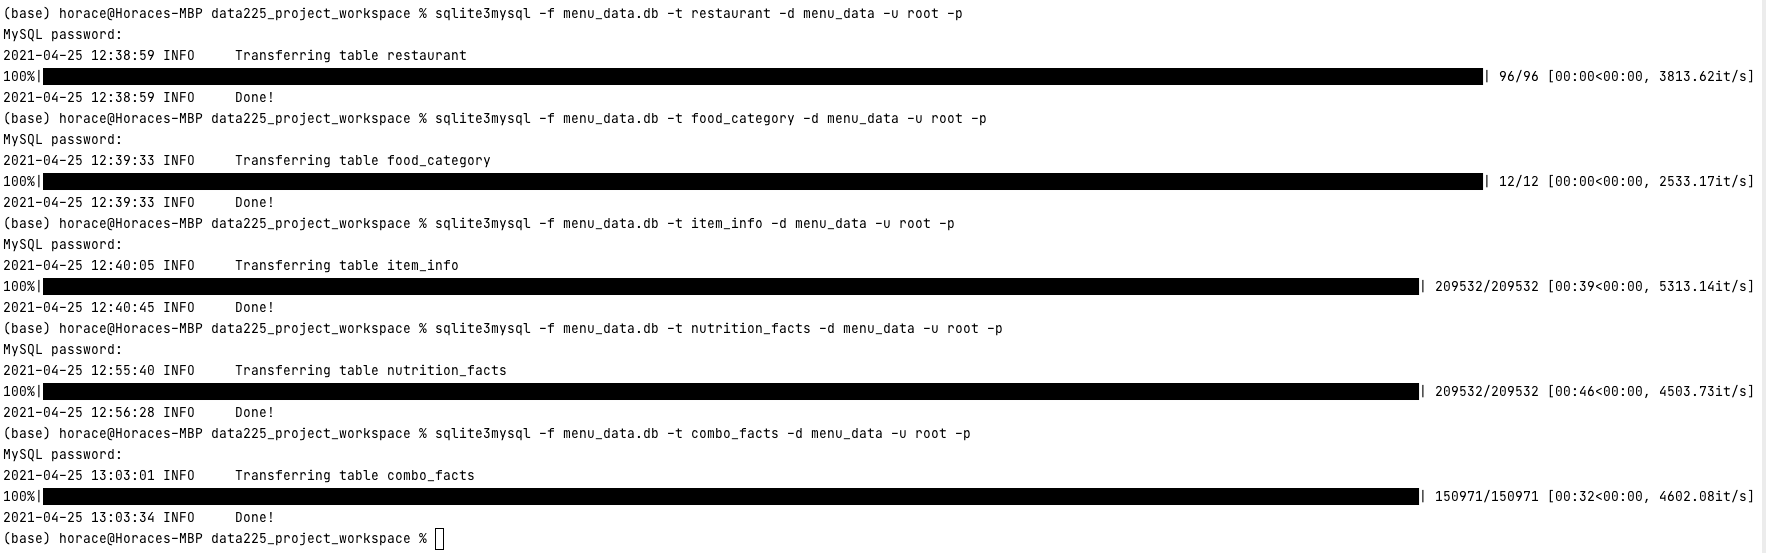 (base) horace@Horaces-MBP data225_project_workspace % sqlite3mysql -f menu_data.db -t restaurant -d menu_data -u root -p
MySQL password:
2021-04-25 12:38:59 INFO     Transferring table restaurant
100%| | 96/96 [00:00<00:00, 3813.62it/s]
2021-04-25 12:38:59 INFO     Done!
(base) horace@Horaces-MBP data225_project_workspace % sqlite3mysql -f menu_data.db -t food_category -d menu_data -u root -p
MySQL password:
2021-04-25 12:39:33 INFO     Transferring table food_category
100%| | 12/12 [00:00<00:00, 2533.17it/s]
2021-04-25 12:39:33 INFO     Done!
(base) horace@Horaces-MBP data225_project_workspace % sqlite3mysql -f menu_data.db -t item_info -d menu_data -u root -p
MySQL password:
2021-04-25 12:40:05 INFO     Transferring table item_info
100%| | 209532/209532 [00:39<00:00, 5313.14it/s]
2021-04-25 12:40:45 INFO     Done!
(base) horace@Horaces-MBP data225_project_workspace % sqlite3mysql -f menu_data.db -t nutrition_facts -d menu_data -u root -p
MySQL password:
2021-04-25 12:55:40 INFO     Transferring table nutrition_facts
100%| | 209532/209532 [00:46<00:00, 4503.73it/s]
2021-04-25 12:56:28 INFO     Done!
(base) horace@Horaces-MBP data225_project_workspace % sqlite3mysql -f menu_data.db -t combo_facts -d menu_data -u root -p
MySQL password:
2021-04-25 13:03:01 INFO     Transferring table combo_facts
100%| | 150971/150971 [00:32<00:00, 4602.08it/s]
2021-04-25 13:03:34 INFO     Done!
(base) horace@Horaces-MBP data225_project_workspace %